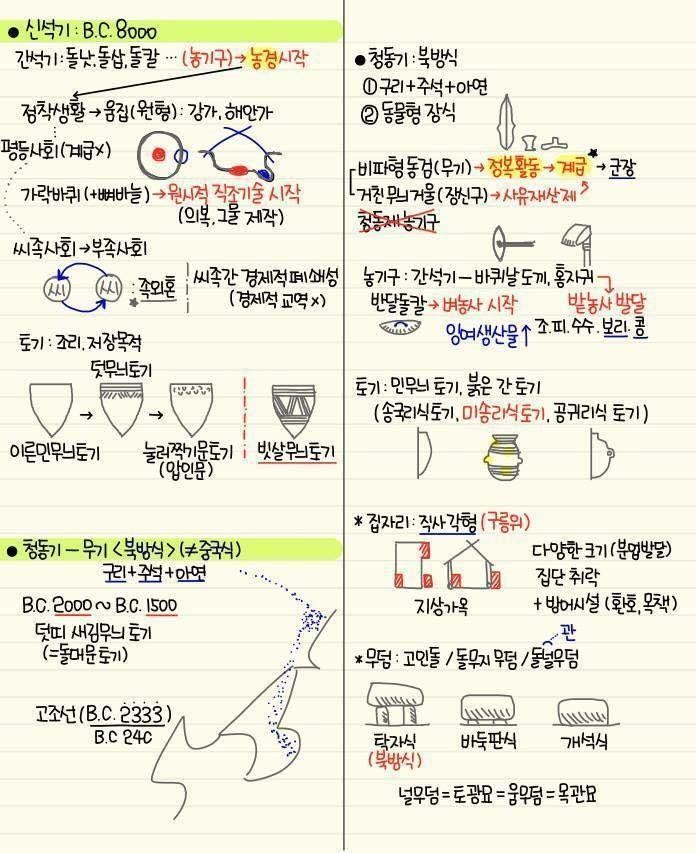 ● 신석기 : B.C. 8000
간석기 : 돌낫, 돌삽, 돌칼 … (농기구) → 농경시작
정착생활 → 움집(원형) : 강가, 해안가
평등사회 (계급x)
가락바퀴 (+뼈바늘) → 원시적 직조기술 시작
(의복, 그물 제작)
씨족사회 → 부족사회
씨 씨 : 족외혼
씨족간 경제적 폐쇄성
(경제적 교역 x)
토기 : 조리, 저장목적
덧무늬토기
→ →
이른민무늬토기 눌러찍기문토기 빗살무늬토기
(압인문)
● 청동기 – 무기 <북방식> (≠중국식)
구리+주석+아연
B.C. 2000 ~ B.C. 1500
덧띠 새김무늬 토기
(=돌대문토기)
고조선 (B.C. 2333)
B.C 240
● 청동기 : 북방식
① 구리+주석+아연
② 동물형 장식
비파형동검(무기) → 정복활동 → 계급 → 군장
거친무늬거울 (장신구) → 사유재산제
청동제농기구
농기구 : 간석기 – 바퀴날 도끼, 홈자귀
반달돌칼 → 벼농사 시작 밭농사 발달
잉여생산물↑ 조.피.수수.보리.콩
토기 : 민무늬 토기, 붉은 간 토기
(송국리식토기, 미송리식토기, 공귀리식 토기)
* 집자리 : 직사각형 (구릉위)
다양한 크기 (분업발달)
집단 취락
지상가옥
+ 방어시설 (환호, 목책)
관
* 무덤 : 고인돌 / 돌무지 무덤 / 돌널무덤
탁자식 바둑판식 개석식
(북방식)
널무덤 = 토광묘 = 움무덤 = 목관묘